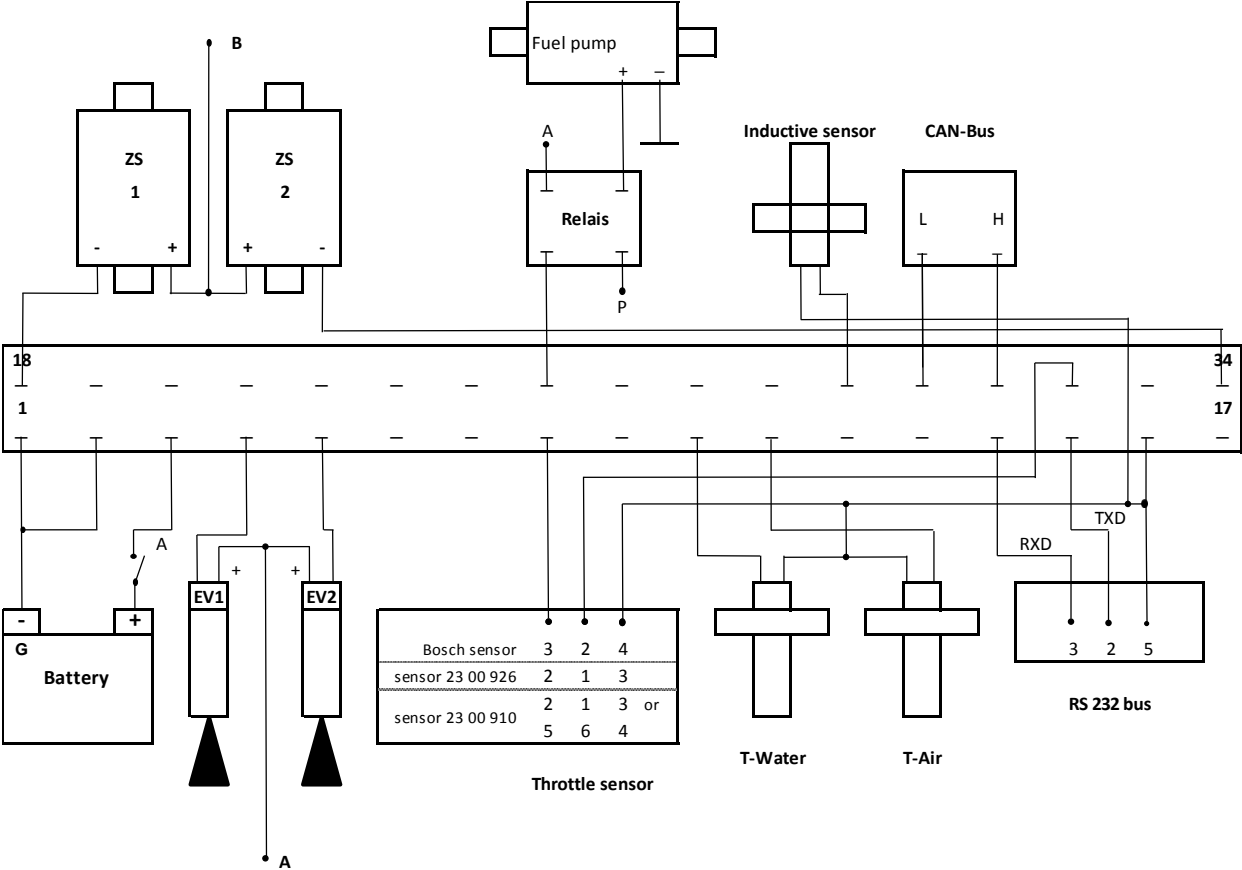 B
Fuel pump
+ –
A
Inductive sensor CAN-Bus
ZS
1
ZS
2
Relais
L H
- +
+ -
P
18 34
1 17
TXD
A
RXD
+ +
EV1 EV2
- +
G
Battery
Bosch sensor 3 2 4
sensor 23 00 926 2 1 3
sensor 23 00 910
2 1 3 or
5 6 4
3 2 5
RS 232 bus
T-Water T-Air
Throttle sensor
A